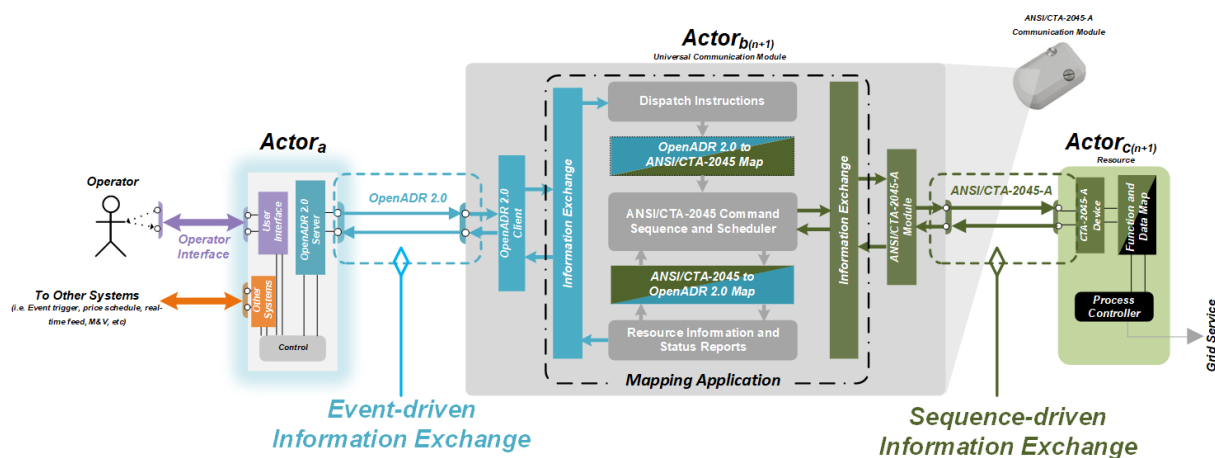 ANSI/CTA-2045-A
Communication Module
Actor b(n+1)
Universal Communication Module
Dispatch Instructions
Actor a
Actor c(n+1)
Resource
OpenADR 2.0 to
ANSI/CTA-2045 Map
Operator
OpenADR 2.0
ANSI/CTA-2045-A
User
Interface
OpenADR 2.0
Server
OpenADR 2.0
Client
Information Exchange
ANSI/CTA-2045 Command
Sequence and Scheduler
Information Exchange
ANSI/CTA-2045-A
Module
CTA-2045-A
Device
Function and
Data Map
Operator
Interface
ANSI/CTA-2045 to
OpenADR 2.0 Map
To Other Systems
(i.e. Event trigger, price schedule, real-
time feed, M&V, etc)
Other
Systems
Process
Controller
Resource Information and
Status Reports
Control
Grid Service
Mapping Application
Event-driven
Information Exchange
Sequence-driven
Information Exchange